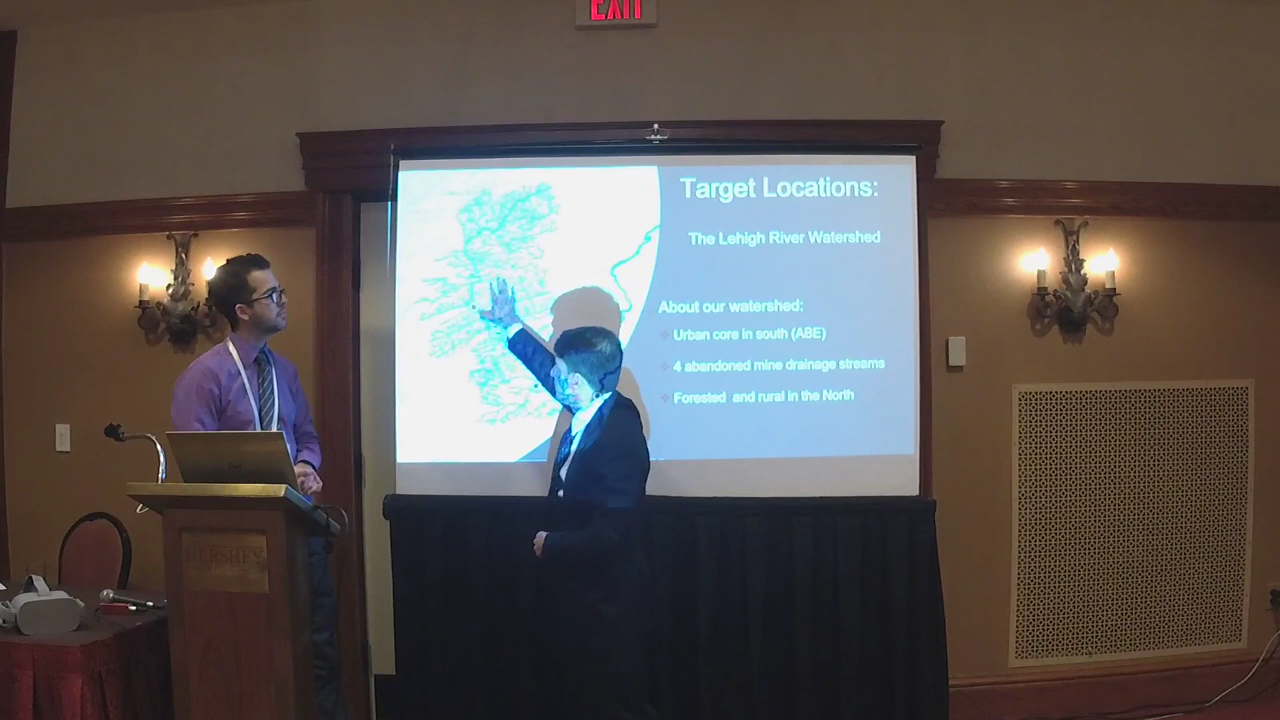 EXIT
Target Locations:
The Lehigh River Watershed
About our watershed:
Urban core in south (ABE)
4 abandoned mine drainage streams
Forested and rural in the North
HERSHEY